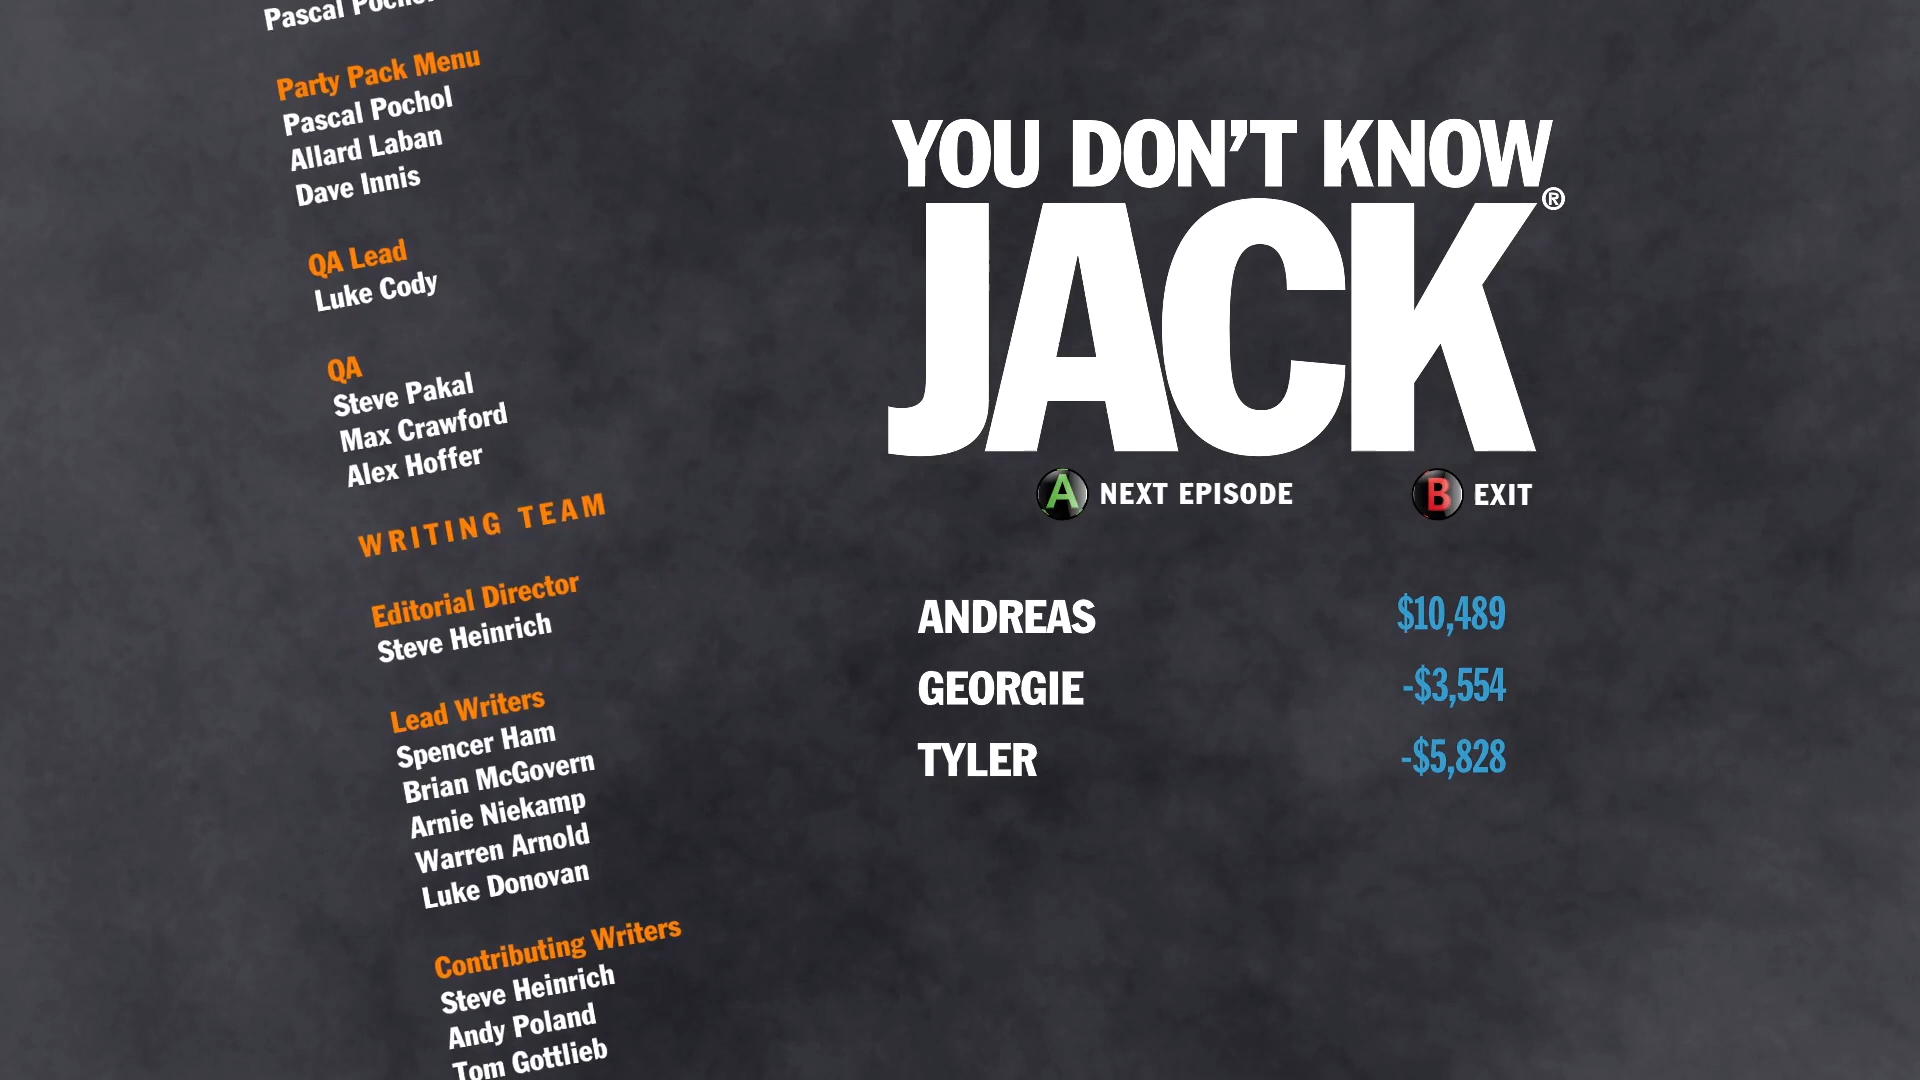 Pascal Pochol
Party Pack Menu
Pascal Pochol
Allard Laban
Dave Innis
QA Lead
Luke Cody
QA
Steve Pakal
Max Crawford
Alex Hoffer
WRITING TEAM
Editorial Director
Steve Heinrich
Lead Writers
Spencer Ham
Brian McGovern
Arnie Niekamp
Warren Arnold
Luke Donovan
Contributing Writers
Steve Heinrich
Andy Poland
Tom Gottlieb
YOU DON'T KNOW
JACK®
A NEXT EPISODE B EXIT
ANDREAS $10,489
GEORGIE -$3,554
TYLER -$5,828